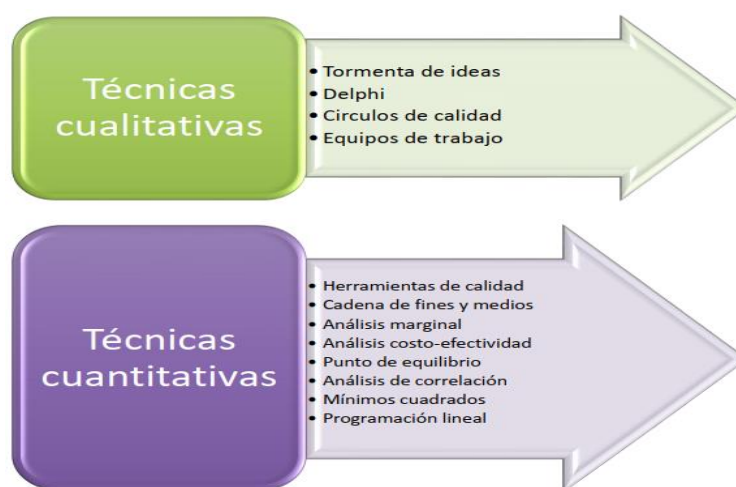 Técnicas
cualitativas
• Tormenta de ideas
• Delphi
• Circulos de calidad
• Equipos de trabajo
Técnicas
cuantitativas
• Herramientas de calidad
• Cadena de fines y medios
• Análisis marginal
• Análisis costo-efectividad
• Punto de equilibrio
• Análisis de correlación
• Mínimos cuadrados
• Programación lineal